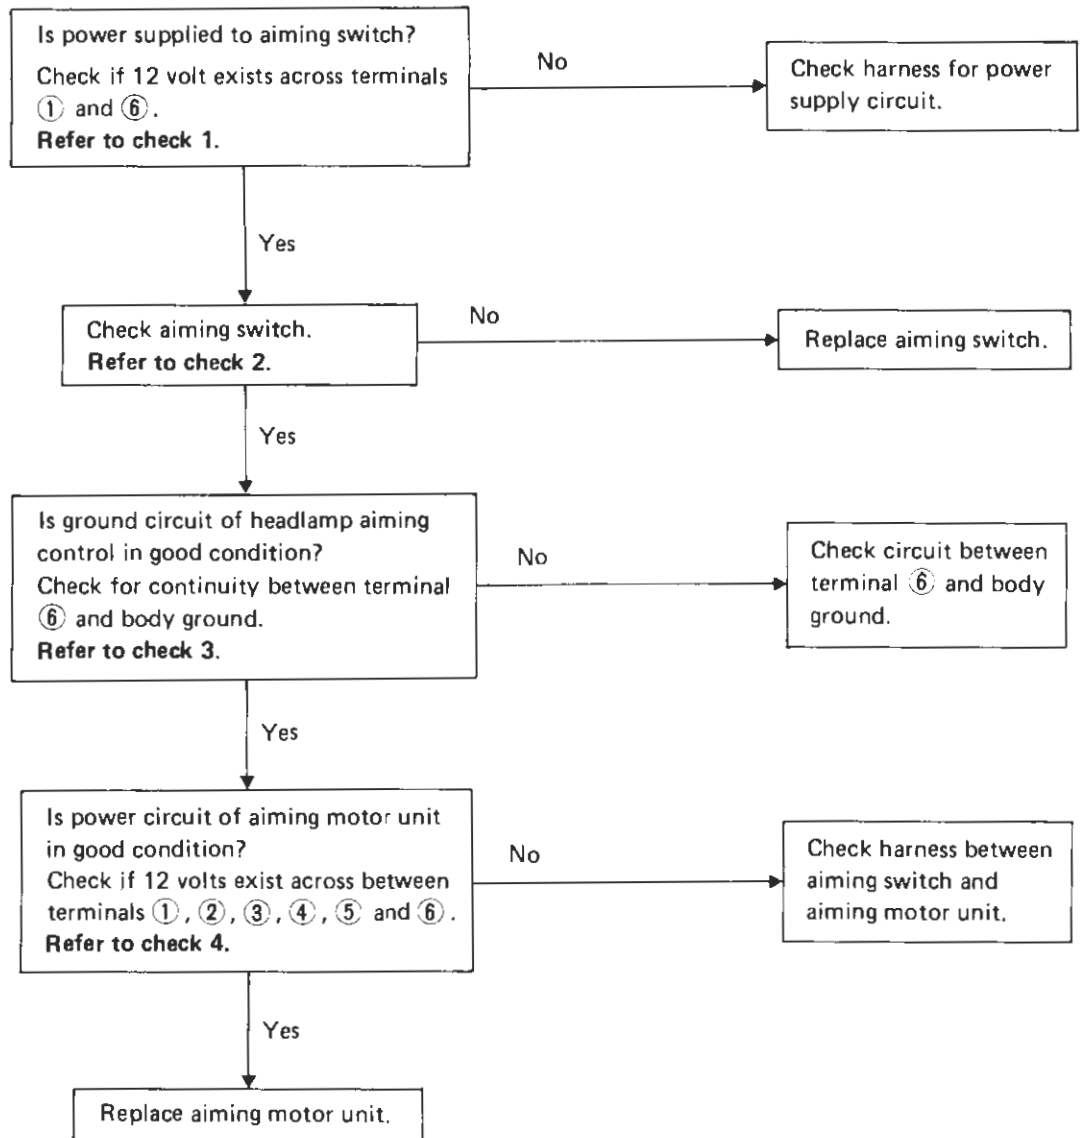 Is power supplied to aiming switch?
Check if 12 volt exists across terminals
① and ⑥.
Refer to check 1.
No
Check harness for power
supply circuit.
Yes
Check aiming switch.
Refer to check 2.
No
Replace aiming switch.
Yes
Is ground circuit of headlamp aiming
control in good condition?
Check for continuity between terminal
⑥ and body ground.
Refer to check 3.
No
Check circuit between
terminal ⑥ and body
ground.
Yes
Is power circuit of aiming motor unit
in good condition?
Check if 12 volts exist across between
terminals ①, ②, ③, ④, ⑤ and ⑥.
Refer to check 4.
No
Check harness between
aiming switch and
aiming motor unit.
Yes
Replace aiming motor unit.